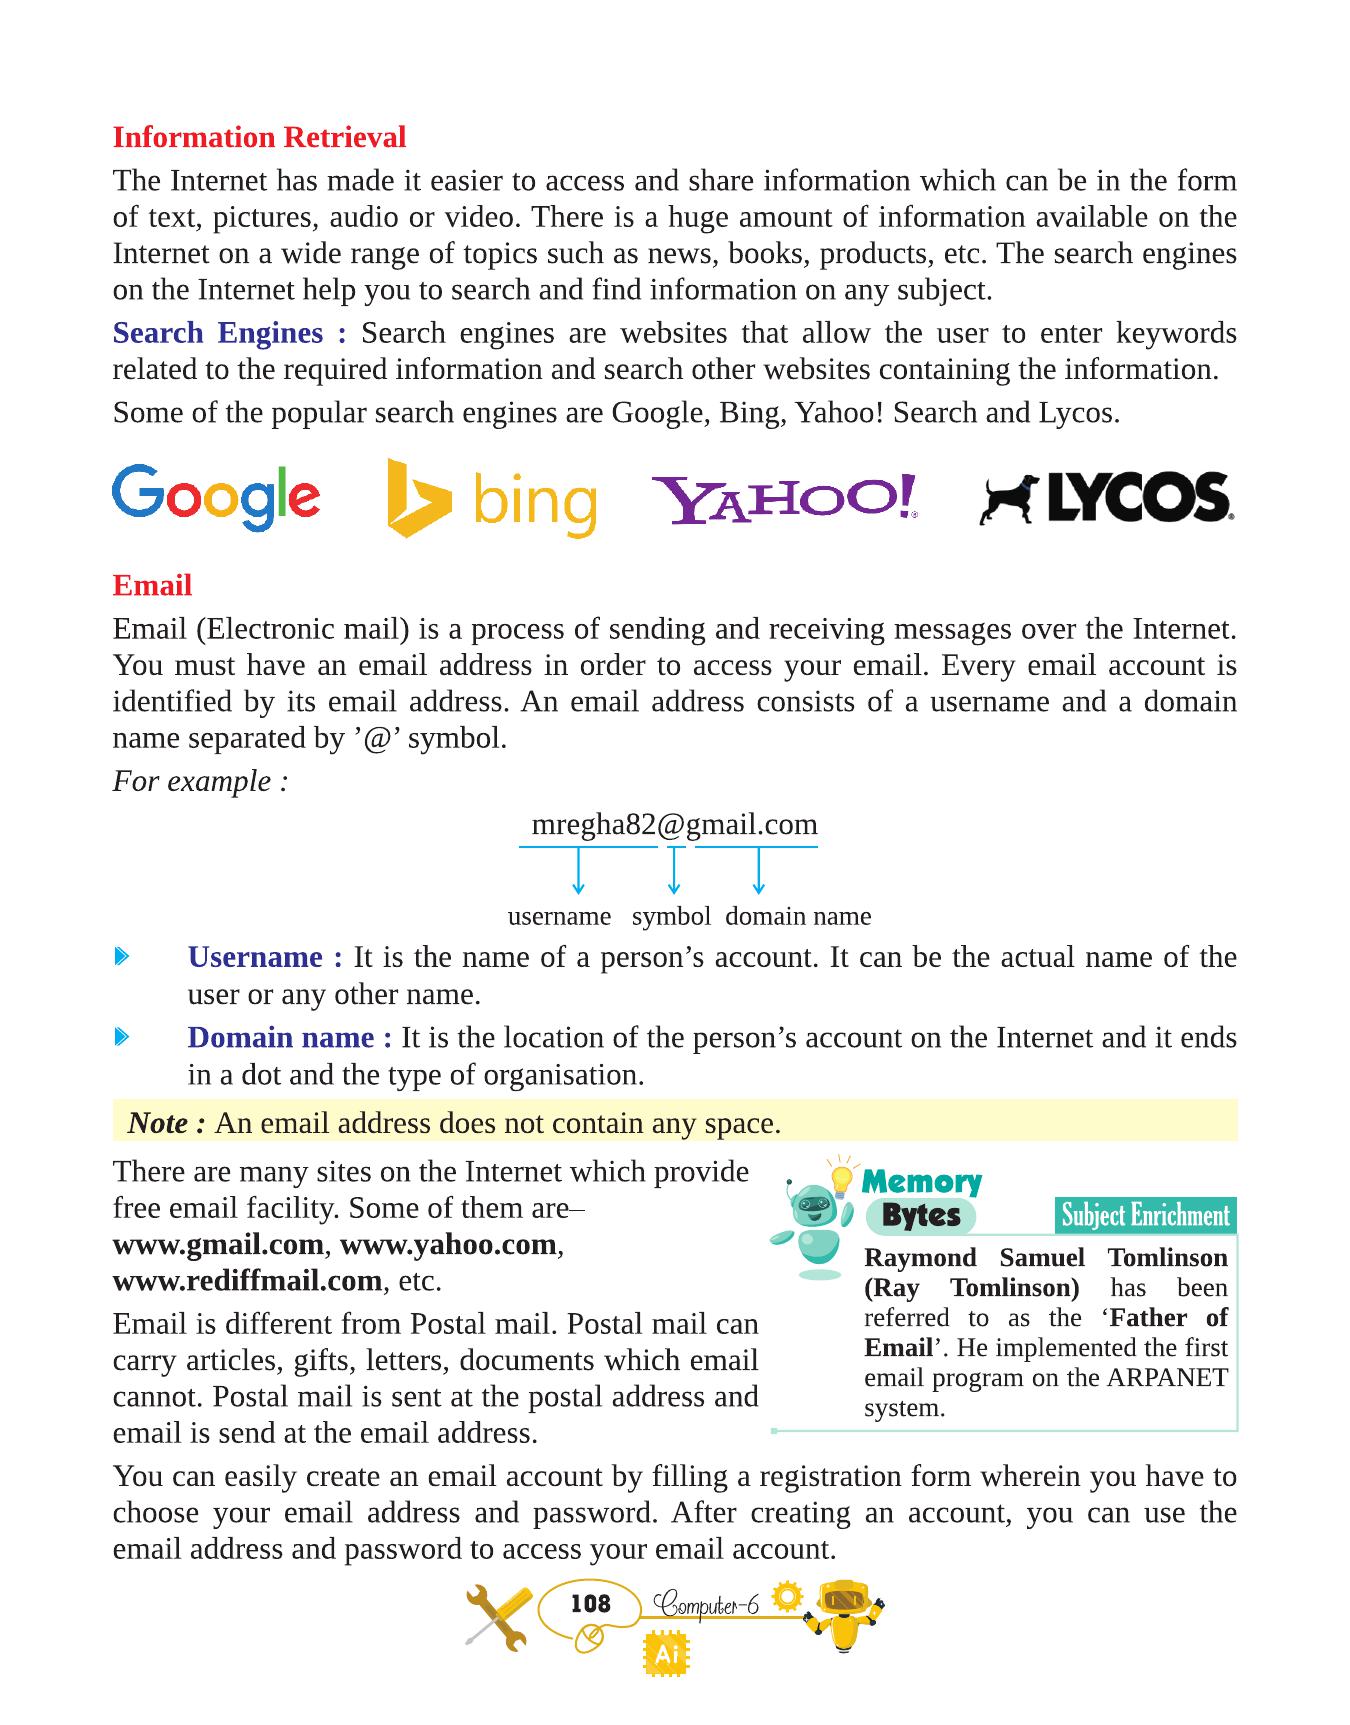 Information Retrieval
The Internet has made it easier to access and share information which can be in the form
of text, pictures, audio or video. There is a huge amount of information available on the
Internet on a wide range of topics such as news, books, products, etc. The search engines
on the Internet help you to search and find information on any subject.
Search Engines : Search engines are websites that allow the user to enter keywords
related to the required information and search other websites containing the information.
Some of the popular search engines are Google, Bing, Yahoo! Search and Lycos.
Google bing YAHOO!® LYCOS®
Email
Email (Electronic mail) is a process of sending and receiving messages over the Internet.
You must have an email address in order to access your email. Every email account is
identified by its email address. An email address consists of a username and a domain
name separated by ’@’ symbol.
For example :
mregha82@gmail.com
username symbol domain name
Username : It is the name of a person’s account. It can be the actual name of the
user or any other name.
Domain name : It is the location of the person’s account on the Internet and it ends
in a dot and the type of organisation.
Note : An email address does not contain any space.
There are many sites on the Internet which provide
free email facility. Some of them are–
www.gmail.com, www.yahoo.com,
www.rediffmail.com, etc.
Email is different from Postal mail. Postal mail can
carry articles, gifts, letters, documents which email
cannot. Postal mail is sent at the postal address and
email is send at the email address.
Memory
Bytes
Subject Enrichment
Raymond Samuel Tomlinson
(Ray Tomlinson) has been
referred to as the ‘Father of
Email’. He implemented the first
email program on the ARPANET
system.
You can easily create an email account by filling a registration form wherein you have to
choose your email address and password. After creating an account, you can use the
email address and password to access your email account.
108 Computer-6
Ai